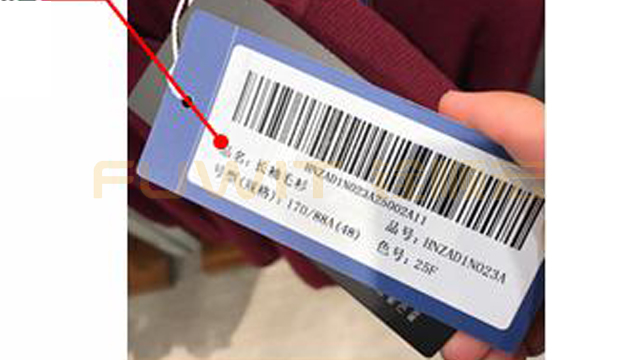 HNZAD1N023A25002A11
品名：长袖毛衫
品号：HNZAD1N023A
号型(规格)：170/88A(48)
色号：25F
FUWIT